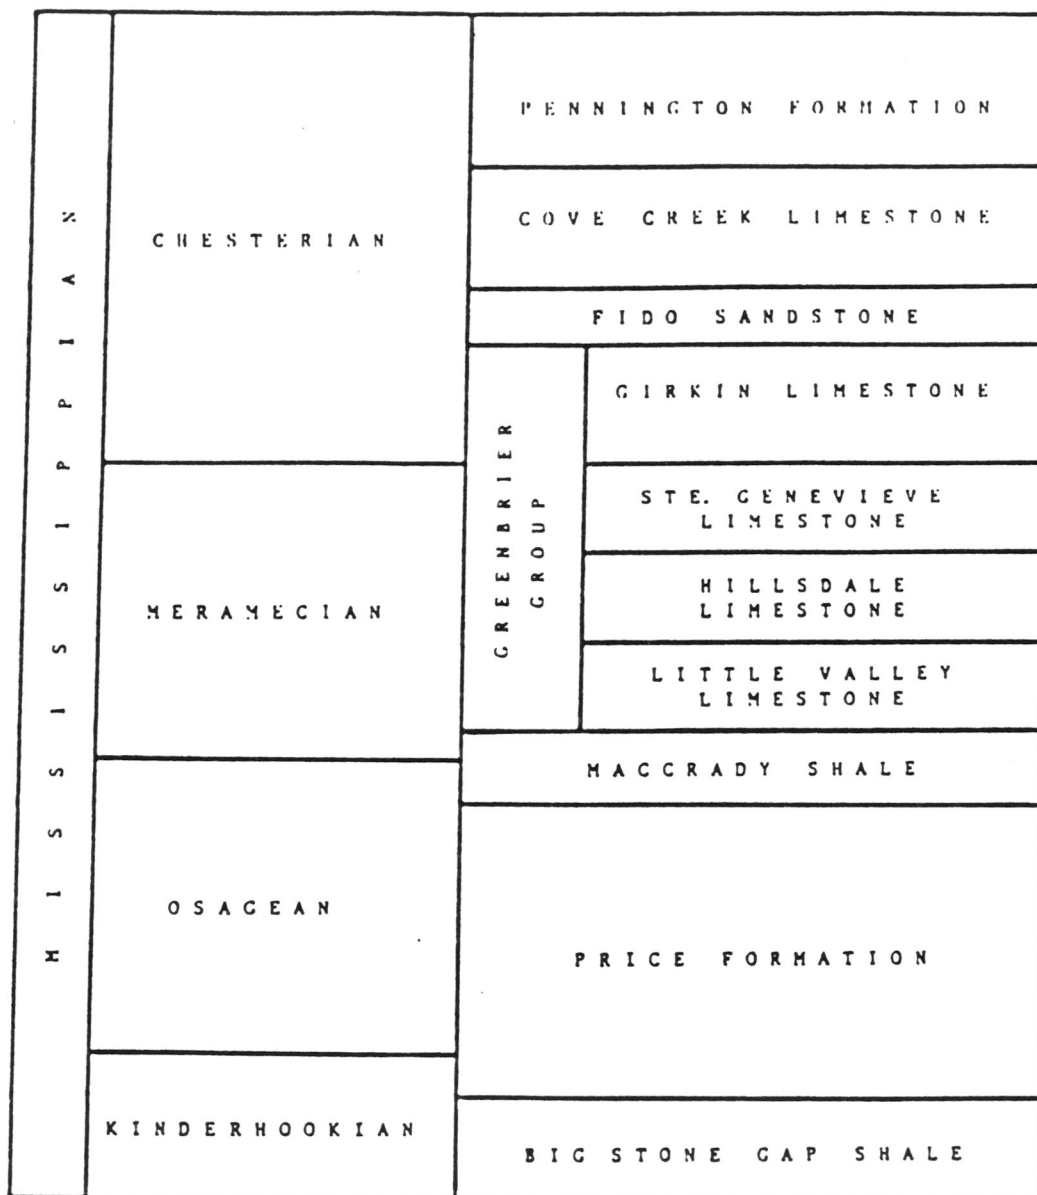 MISSISSIPPIAN
CHESTERIAN
MERAMECIAN
OSAGEAN
KINDERHOOKIAN
PENNINGTON FORMATION
COVE CREEK LIMESTONE
FIDO SANDSTONE
GREENBRIER
GROUP
GIRKIN LIMESTONE
STE. GENEVIEVE
LIMESTONE
HILLSDALE
LIMESTONE
LITTLE VALLEY
LIMESTONE
MACCRADY SHALE
PRICE FORMATION
BIG STONE GAP SHALE